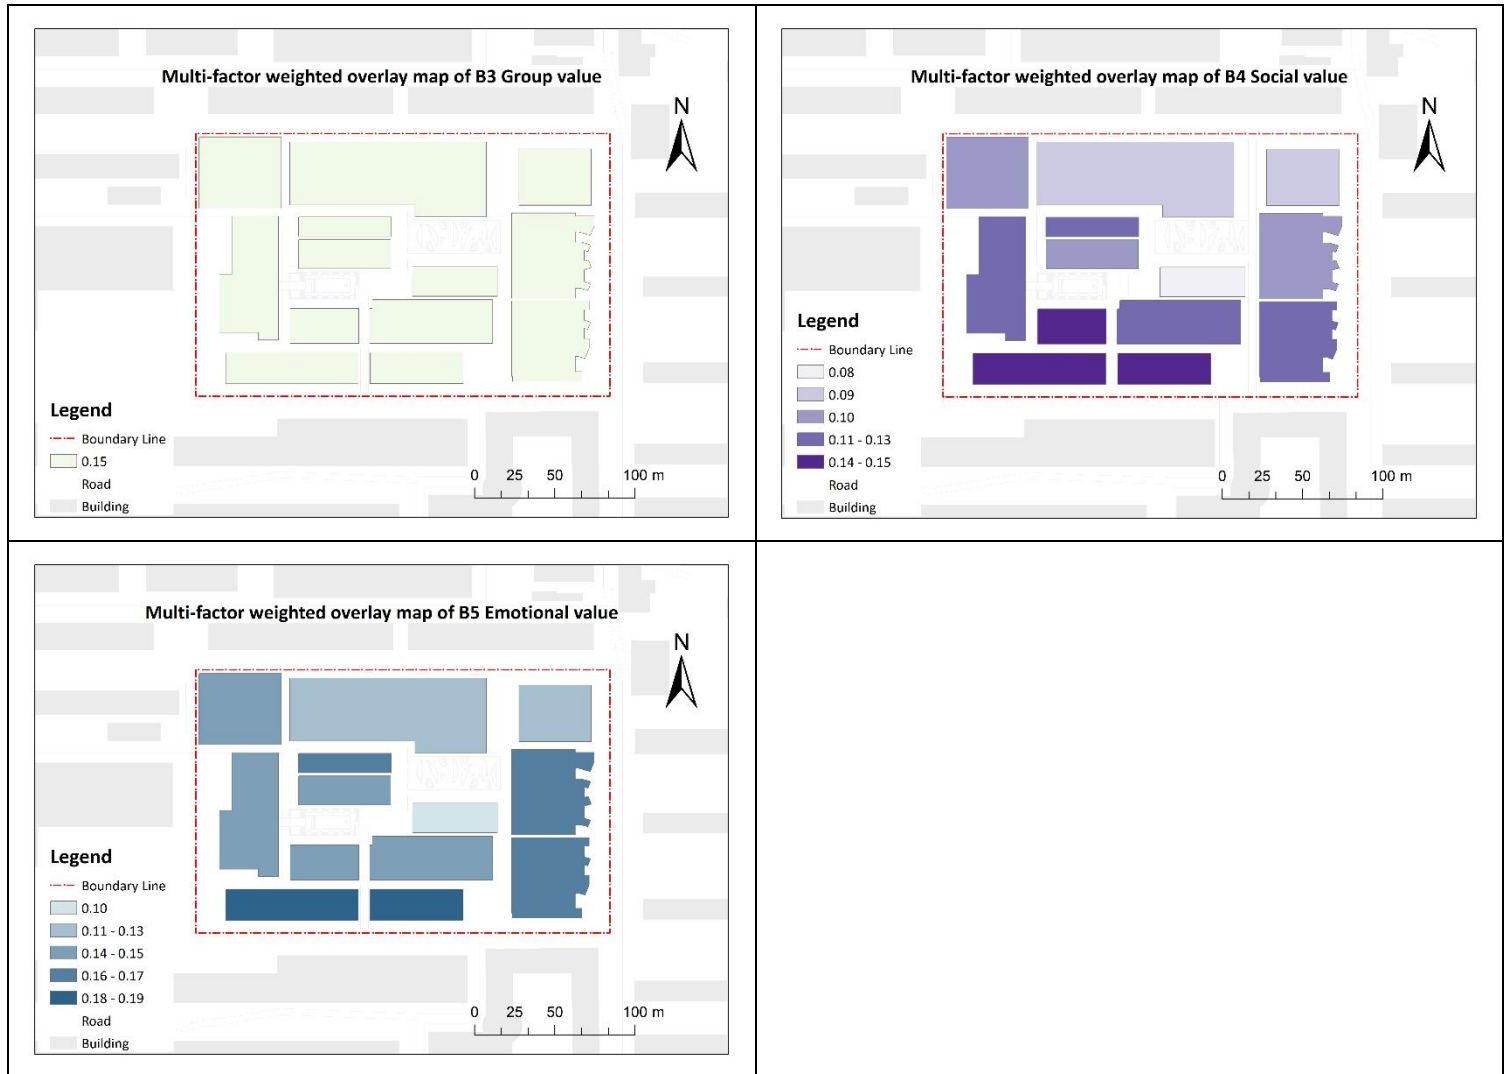 Multi-factor weighted overlay map of B3 Group value
N
Legend
Boundary Line
0.15
Road
Building
0 25 50 100 m
Multi-factor weighted overlay map of B4 Social value
N
Legend
Boundary Line
0.08
0.09
0.10
0.11 - 0.13
0.14 - 0.15
Road
Building
0 25 50 100 m
Multi-factor weighted overlay map of B5 Emotional value
N
Legend
Boundary Line
0.10
0.11 - 0.13
0.14 - 0.15
0.16 - 0.17
0.18 - 0.19
Road
Building
0 25 50 100 m